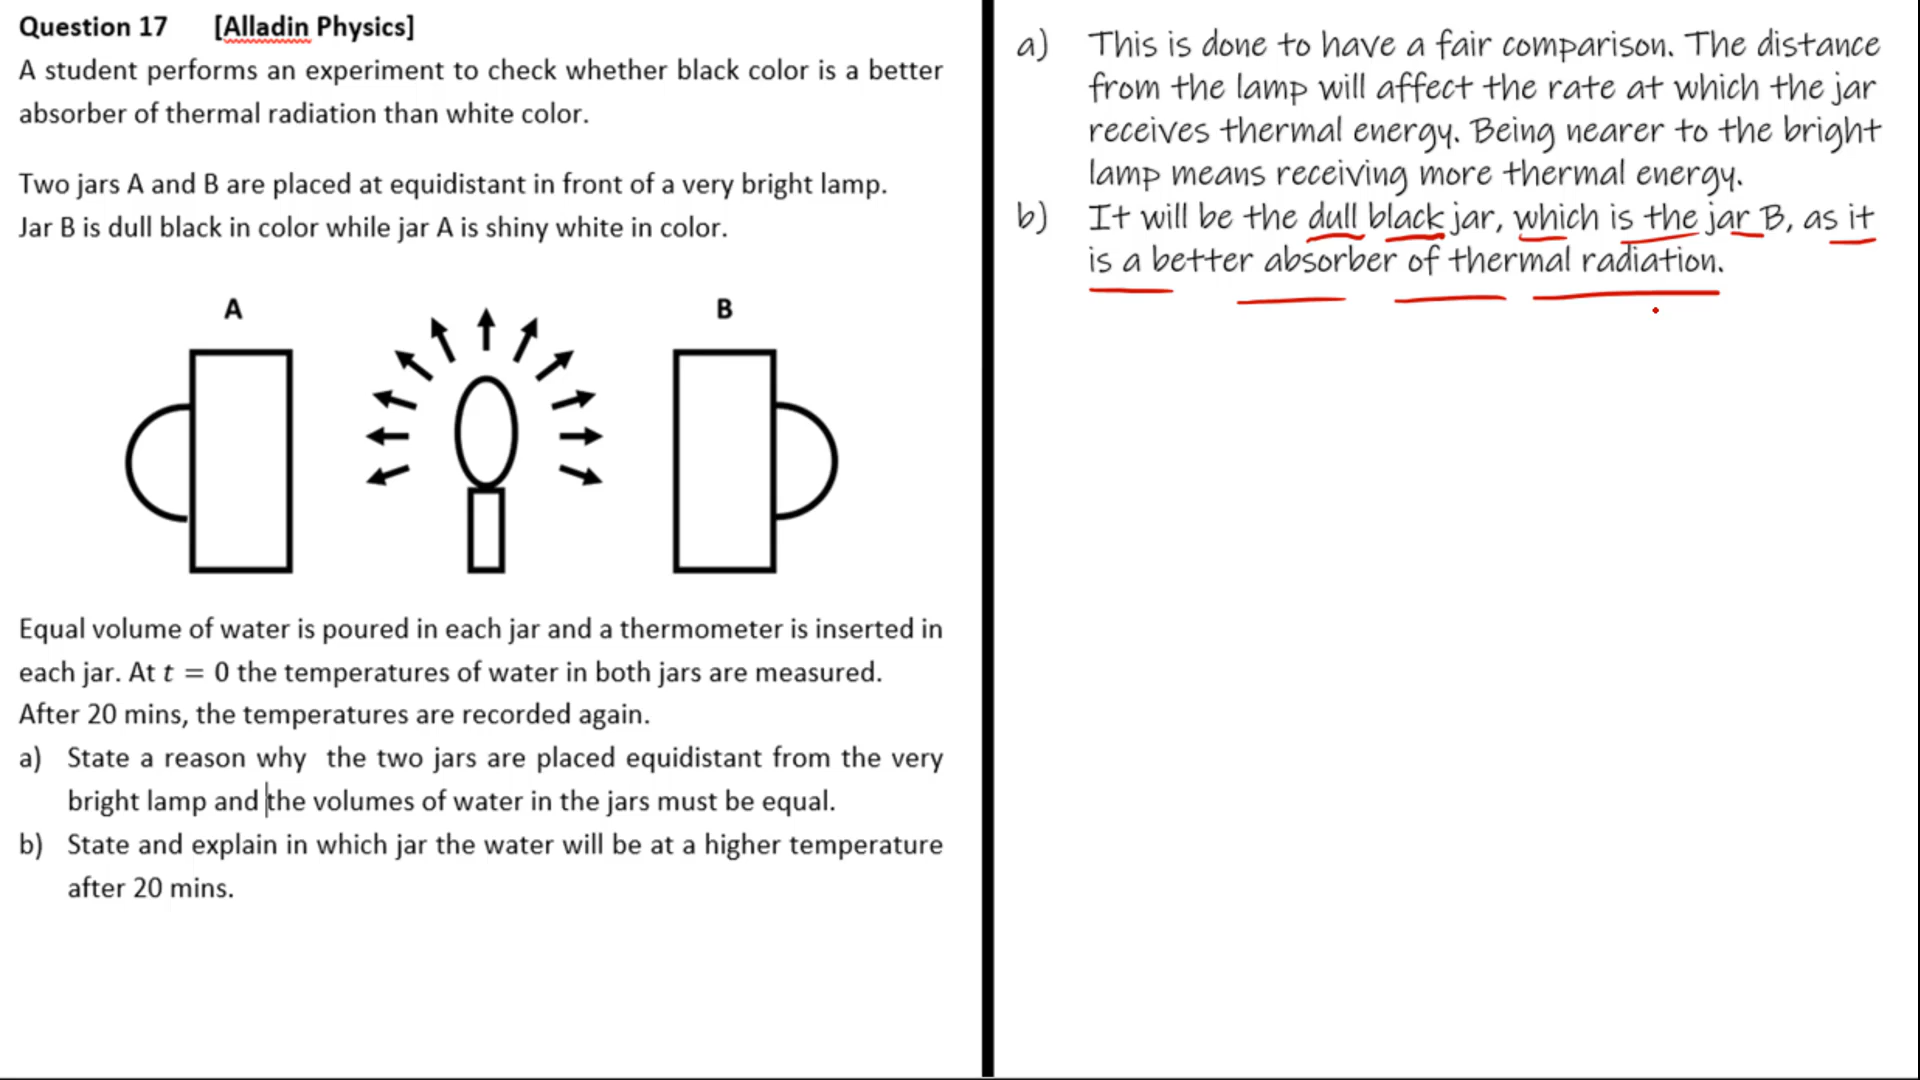 Question 17 [Alladin Physics]
A student performs an experiment to check whether black color is a better
absorber of thermal radiation than white color.
Two jars A and B are placed at equidistant in front of a very bright lamp.
Jar B is dull black in color while jar A is shiny white in color.
A
B
Equal volume of water is poured in each jar and a thermometer is inserted in
each jar. At t = 0 the temperatures of water in both jars are measured.
After 20 mins, the temperatures are recorded again.
a) State a reason why the two jars are placed equidistant from the very
bright lamp and the volumes of water in the jars must be equal.
b) State and explain in which jar the water will be at a higher temperature
after 20 mins.
a) This is done to have a fair comparison. The distance
from the lamp will affect the rate at which the jar
receives thermal energy. Being nearer to the bright
lamp means receiving more thermal energy.
b) It will be the dull black jar, which is the jar B, as it
is a better absorber of thermal radiation.